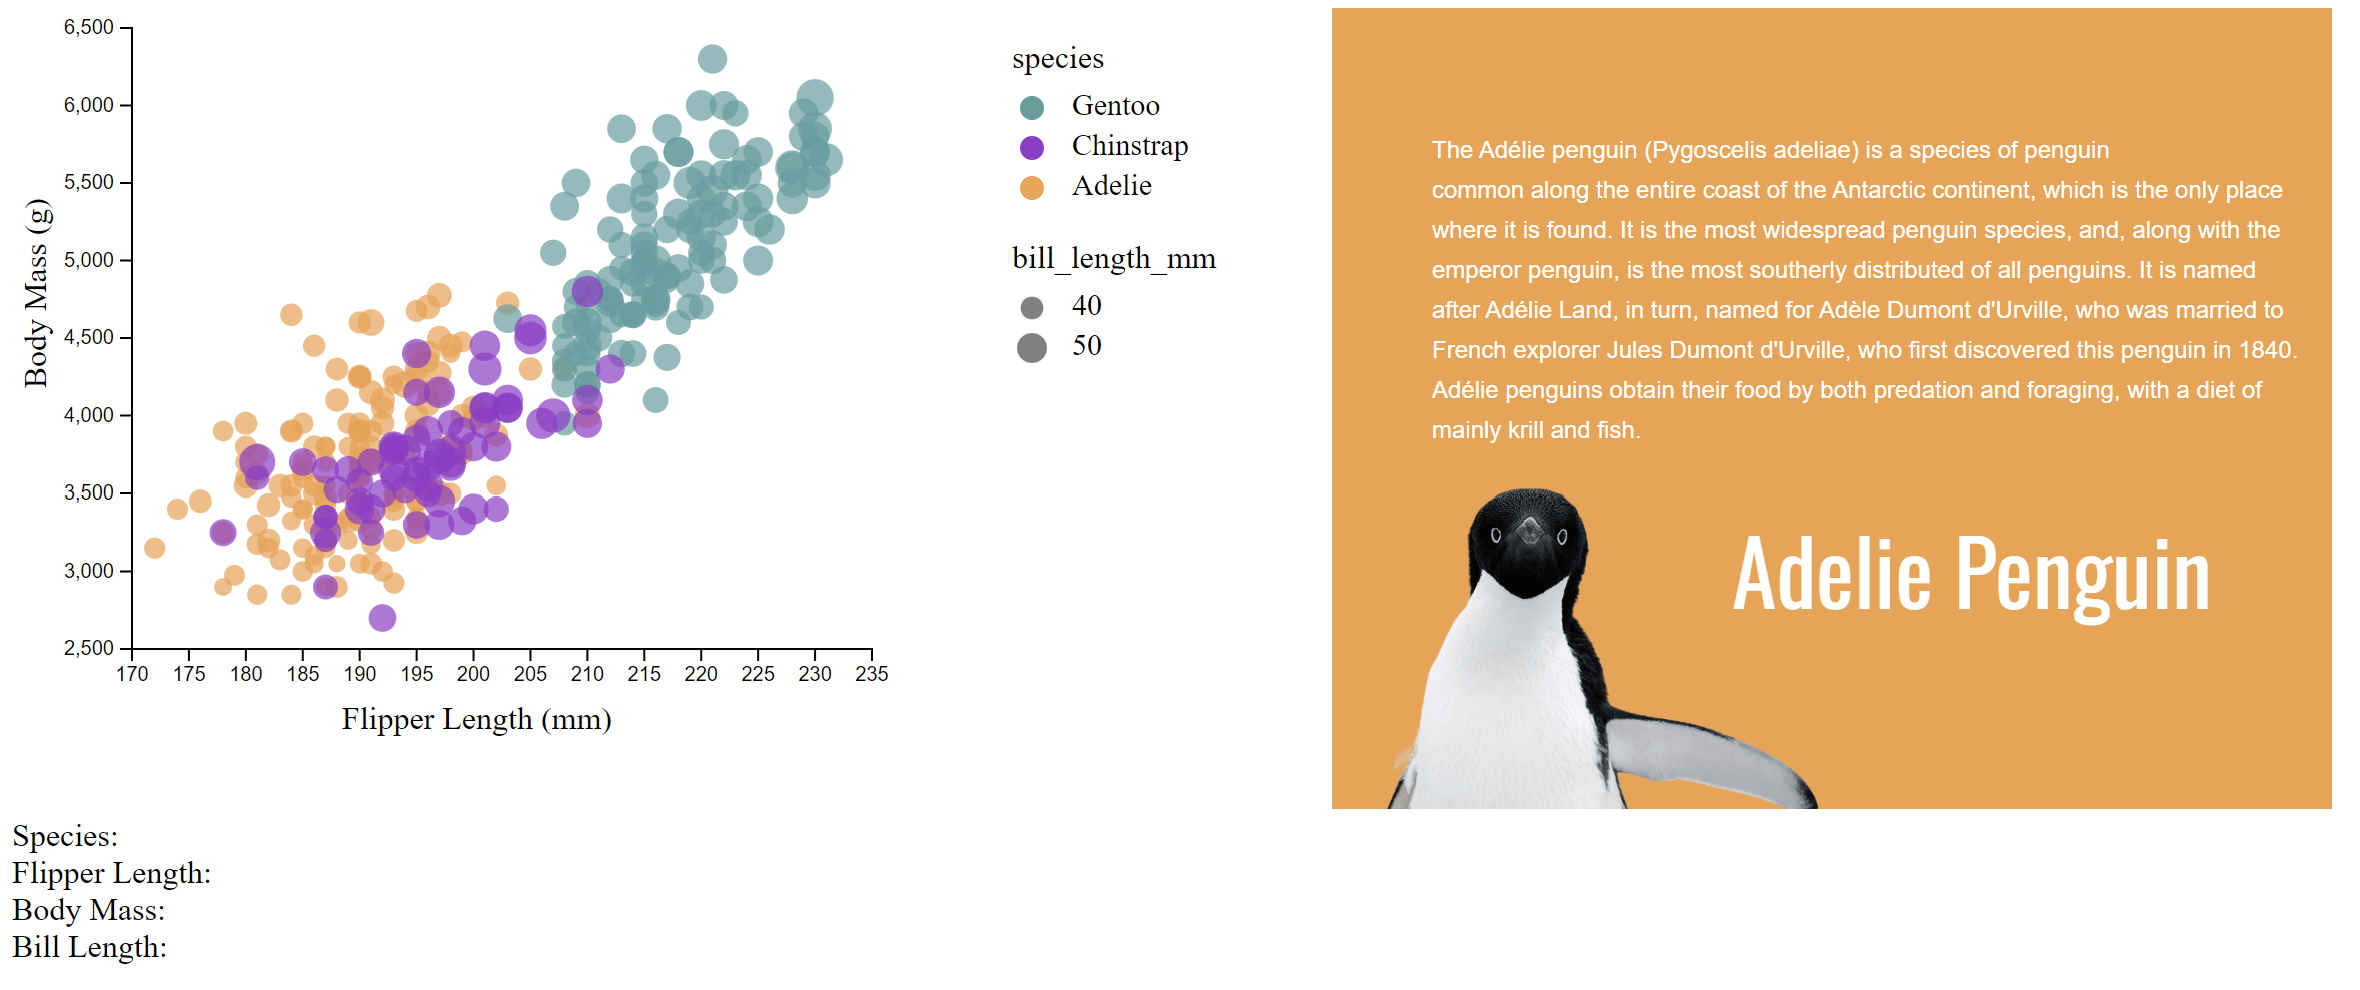 6,500
6,000
5,500
5,000
4,500
4,000
3,500
3,000
2,500
Body Mass (g)
170 175 180 185 190 195 200 205 210 215 220 225 230 235
Flipper Length (mm)
species
Gentoo
Chinstrap
Adelie
bill_length_mm
40
50
The Adélie penguin (Pygoscelis adeliae) is a species of penguin
common along the entire coast of the Antarctic continent, which is the only place
where it is found. It is the most widespread penguin species, and, along with the
emperor penguin, is the most southerly distributed of all penguins. It is named
after Adélie Land, in turn, named for Adèle Dumont d'Urville, who was married to
French explorer Jules Dumont d'Urville, who first discovered this penguin in 1840.
Adélie penguins obtain their food by both predation and foraging, with a diet of
mainly krill and fish.
Adelie Penguin
Species:
Flipper Length:
Body Mass:
Bill Length: